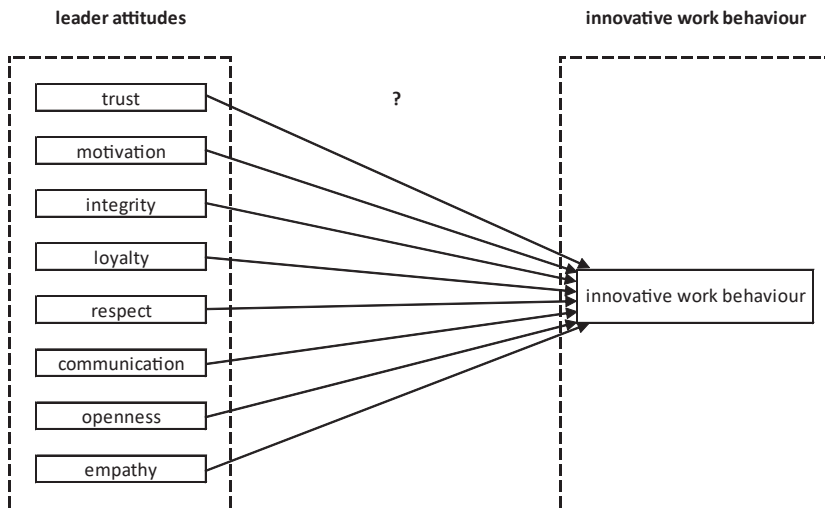 leader attitudes
innovative work behaviour
trust
?
motivation
integrity
loyalty
innovative work behaviour
respect
communication
openness
empathy